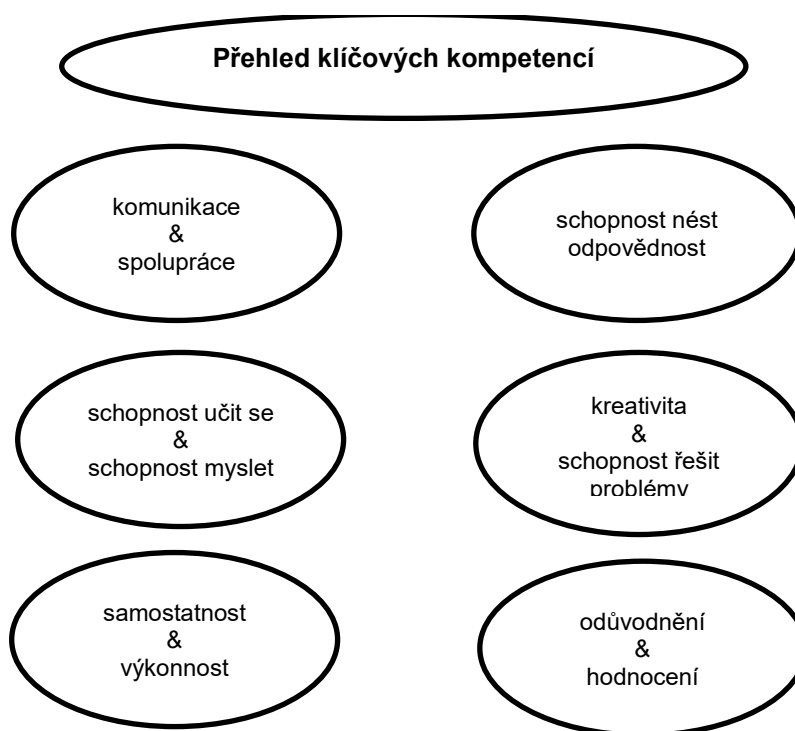 Přehled klíčových kompetencí
komunikace
&
spolupráce
schopnost nést
odpovědnost
schopnost učit se
&
schopnost myslet
kreativita
&
schopnost řešit
problémy
samostatnost
&
výkonnost
odůvodnění
&
hodnocení